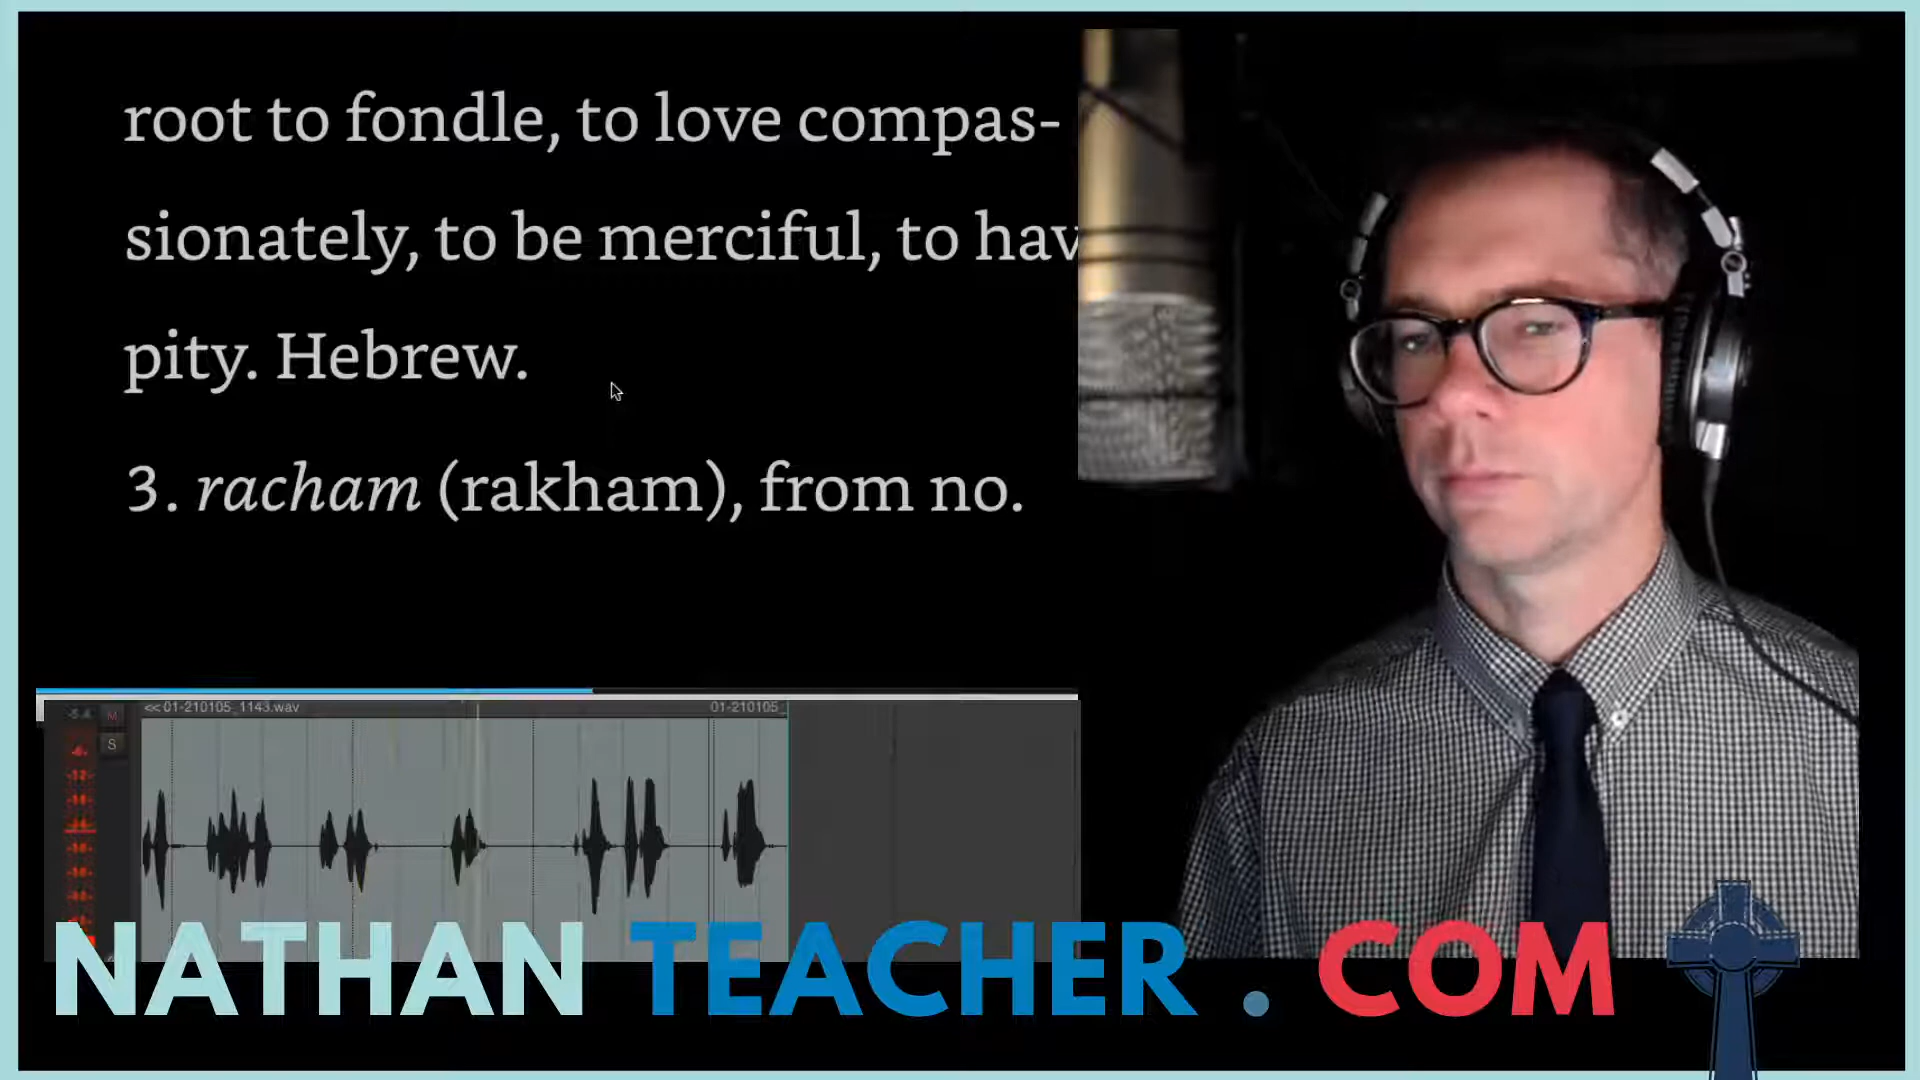 root to fondle, to love compas-
sionately, to be merciful, to hav
pity. Hebrew.
3. racham (rakham), from no.
<< 01-210105_1143.wav
01-210105_
M
S
NATHAN TEACHER . COM